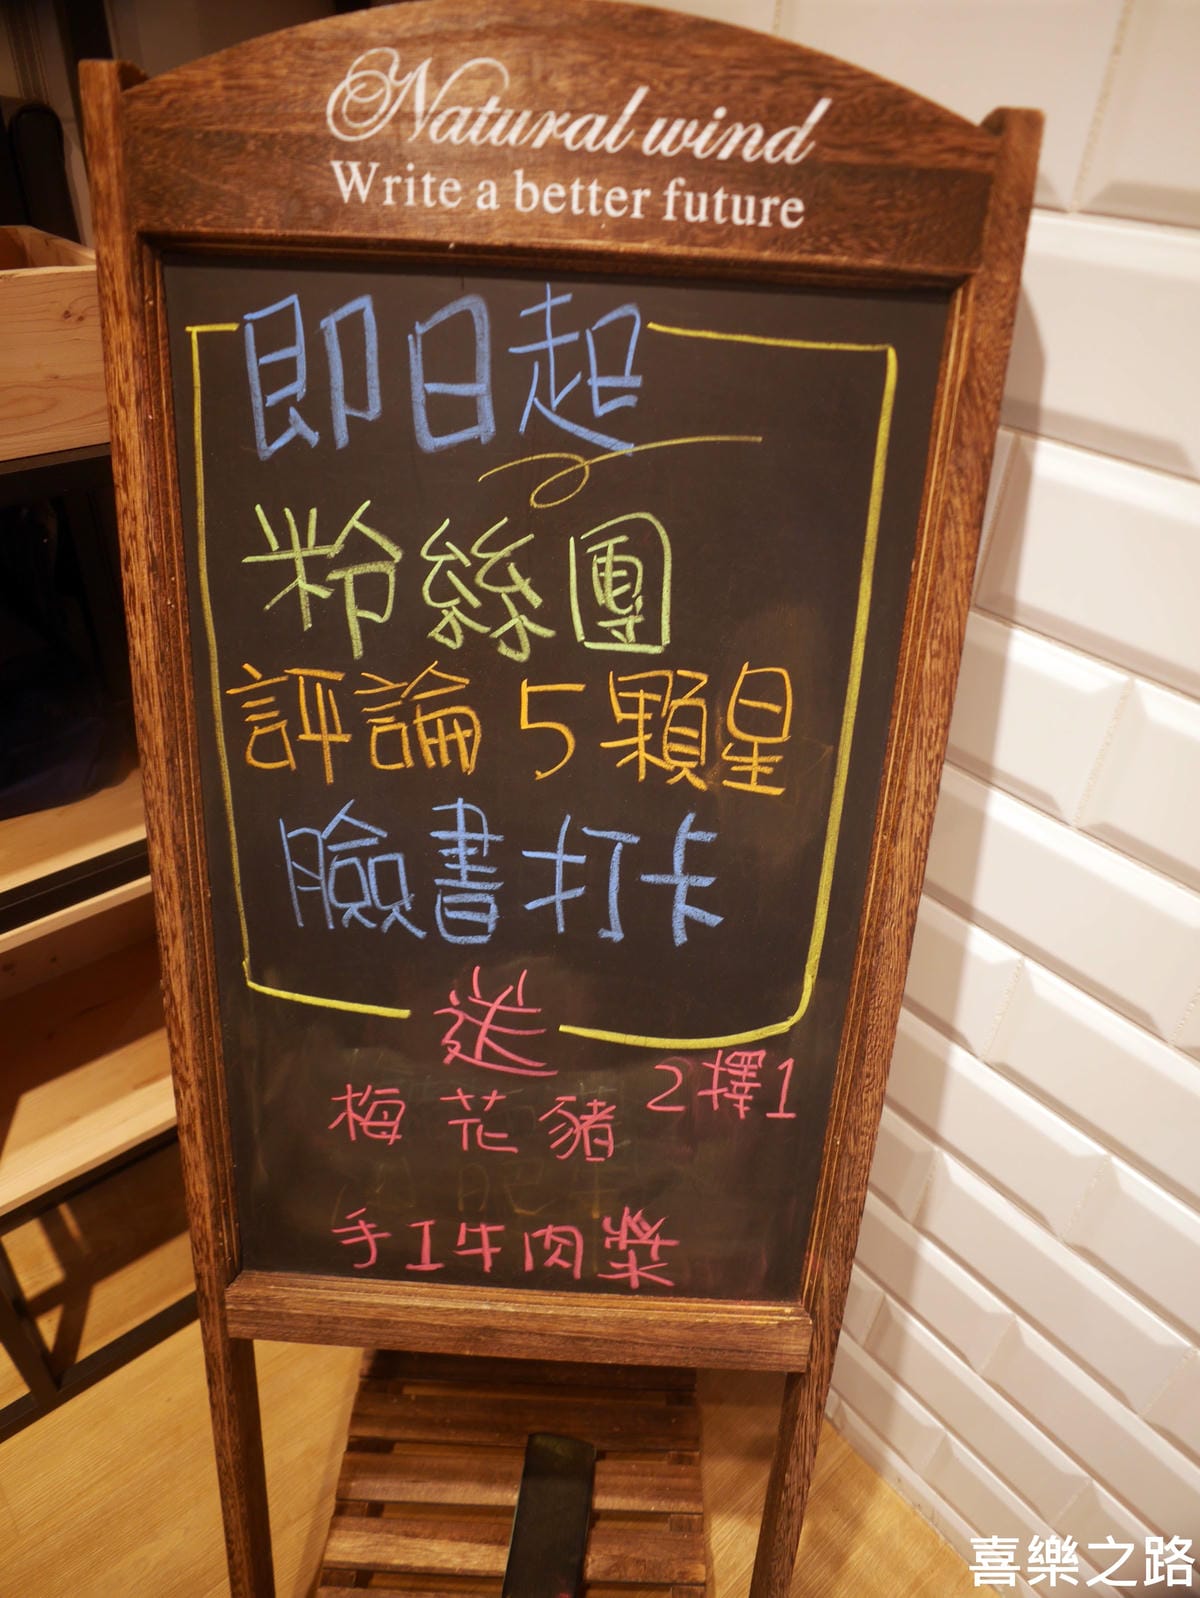 Natural wind
Write a better future
即日起
粉絲團
評論5顆星
臉書打卡
送
2擇1
梅花豬
手工牛肉漿
喜樂之路